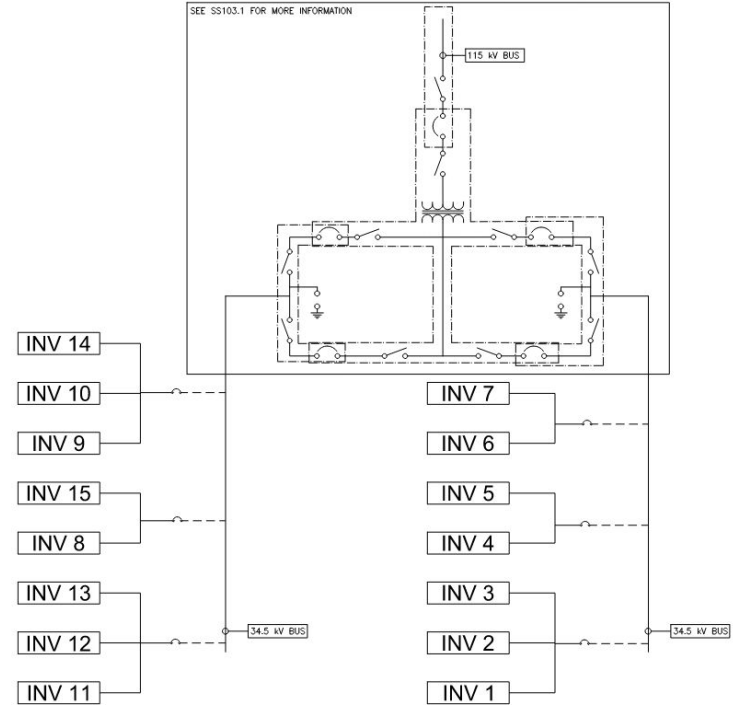 SEE SS103.1 FOR MORE INFORMATION
115 kV BUS
INV 14
INV 10
INV 9
INV 15
INV 8
INV 13
INV 12
INV 11
34.5 kV BUS
INV 7
INV 6
INV 5
INV 4
INV 3
INV 2
INV 1
34.5 kV BUS